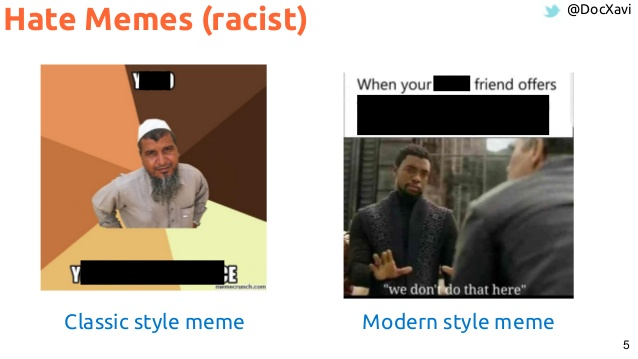 Hate Memes (racist)
@DocXavi
When your friend offers
memecrunch.com
"we don't do that here"
Classic style meme
Modern style meme
5